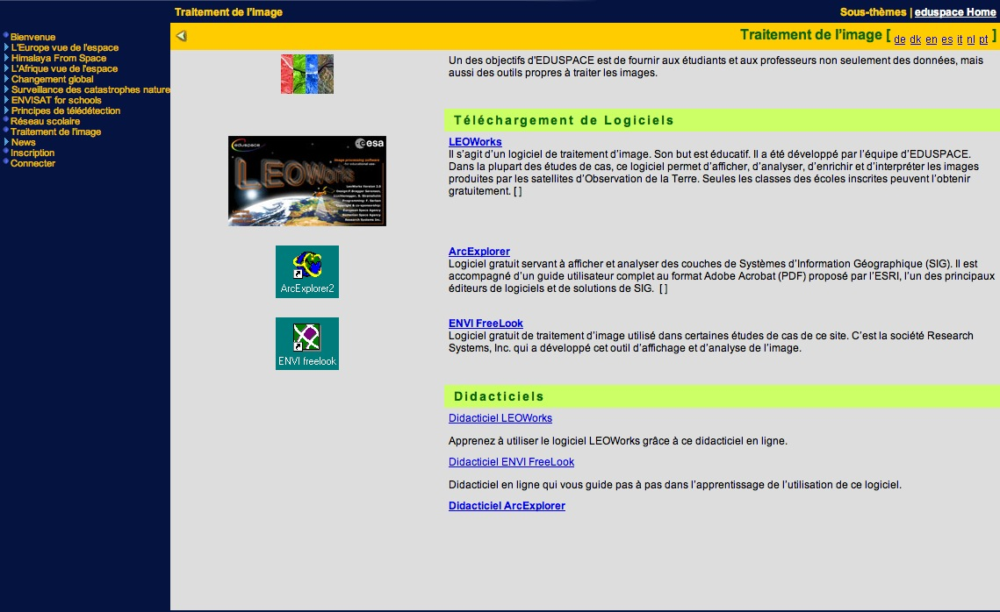 Traitement de l'Image
Sous-thèmes | eduspace Home
Bienvenue
L'Europe vue de l'espace
Himalaya From Space
L'Afrique vue de l'espace
Changement global
Surveillance des catastrophes nature
ENVISAT for schools
Principes de télédétection
Réseau scolaire
Traitement de l'image
News
Inscription
Connecter
Traitement de l'image [ de dk en es it nl pt ]
Un des objectifs d'EDUSPACE est de fournir aux étudiants et aux professeurs non seulement des données, mais
aussi des outils propres à traiter les images.
Téléchargement de Logiciels
eduspace
esa
LEOWorks
Image processing software
for educational use
LEOWorks
Il s'agit d'un logiciel de traitement d'image. Son but est éducatif. Il a été développé par l'équipe d'EDUSPACE.
Dans la plupart des études de cas, ce logiciel permet d'afficher, d'analyser, d'enrichir et d'interpréter les images
produites par les satellites d'Observation de la Terre. Seules les classes des écoles inscrites peuvent l'obtenir
gratuitement. [ ]
ArcExplorer2
ArcExplorer
Logiciel gratuit servant à afficher et analyser des couches de Systèmes d'Information Géographique (SIG). Il est
accompagné d'un guide utilisateur complet au format Adobe Acrobat (PDF) proposé par l'ESRI, l'un des principaux
éditeurs de logiciels et de solutions de SIG. [ ]
ENVI freelook
ENVI FreeLook
Logiciel gratuit de traitement d'image utilisé dans certaines études de cas de ce site. C'est la société Research
Systems, Inc. qui a développé cet outil d'affichage et d'analyse de l'image.
Didacticiels
Didacticiel LEOWorks
Apprenez à utiliser le logiciel LEOWorks grâce à ce didacticiel en ligne.
Didacticiel ENVI FreeLook
Didacticiel en ligne qui vous guide pas à pas dans l'apprentissage de l'utilisation de ce logiciel.
Didacticiel ArcExplorer